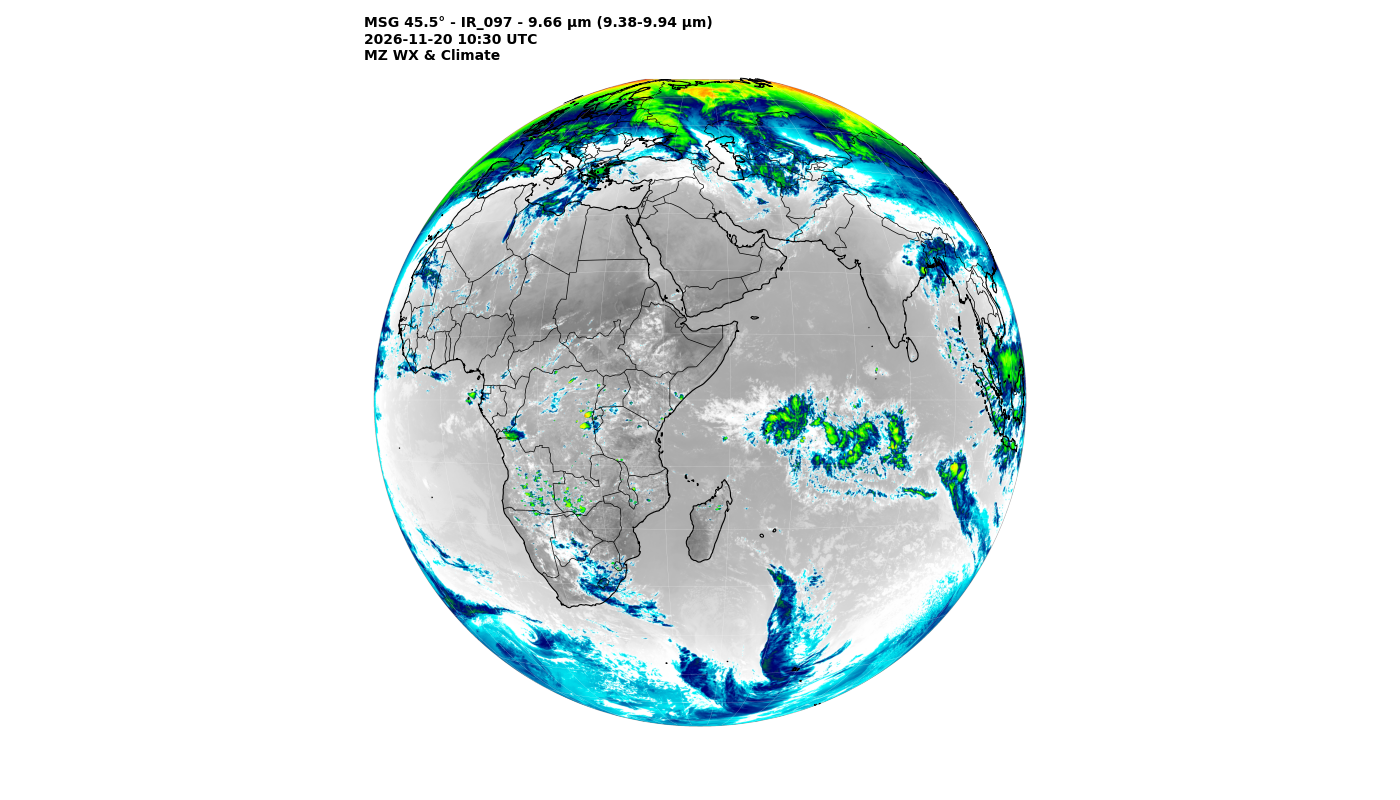 MSG 45.5° - IR_097 - 9.66 μm (9.38-9.94 μm)
2026-11-20 10:30 UTC
MZ WX & Climate